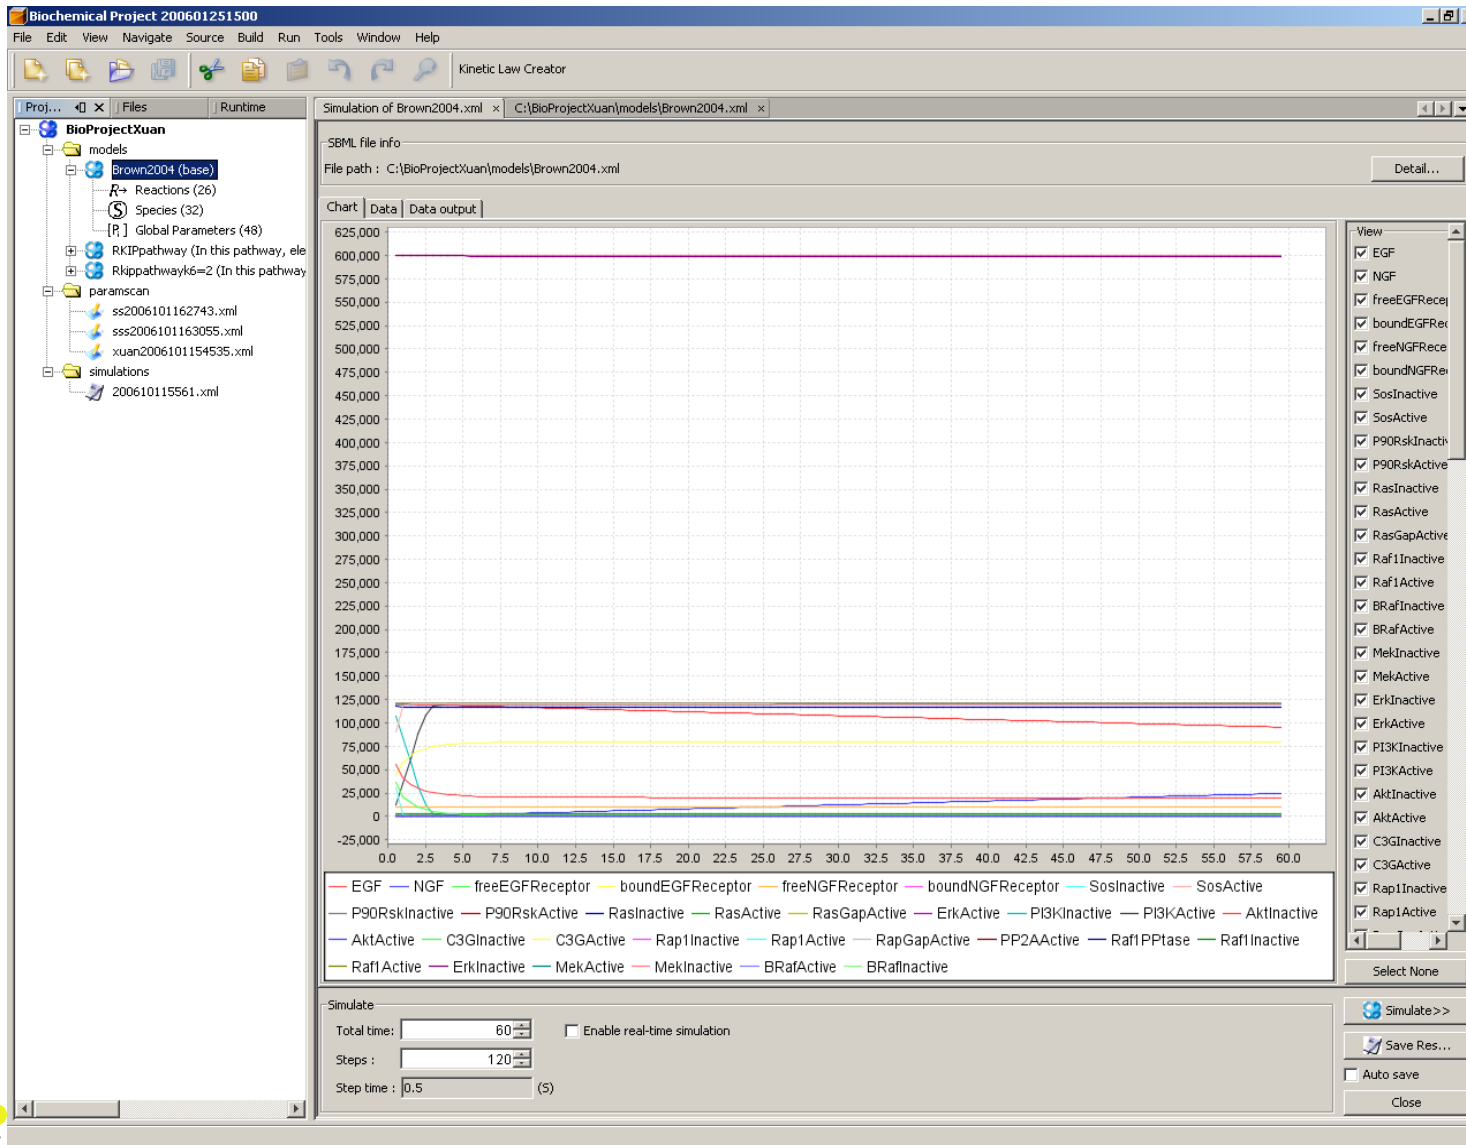 Biochemical Project 200601251500
File Edit View Navigate Source Build Run Tools Window Help
Kinetic Law Creator
Proj... Files Runtime
BioProjectXuan
models
Brown2004 (base)
R→ Reactions (26)
S Species (32)
[P, ] Global Parameters (48)
RKIPpathway (In this pathway, ele
Rkippathwayk6=2 (In this pathway
paramscan
ss2006101162743.xml
sss2006101163055.xml
xuan2006101154535.xml
simulations
200610115561.xml
Simulation of Brown2004.xml × C:\BioProjectXuan\models\Brown2004.xml ×
SBML file info
File path : C:\BioProjectXuan\models\Brown2004.xml
Detail...
Chart Data Data output
625,000
600,000
575,000
550,000
525,000
500,000
475,000
450,000
425,000
400,000
375,000
350,000
325,000
300,000
275,000
250,000
225,000
200,000
175,000
150,000
125,000
100,000
75,000
50,000
25,000
0
-25,000
0.0 2.5 5.0 7.5 10.0 12.5 15.0 17.5 20.0 22.5 25.0 27.5 30.0 32.5 35.0 37.5 40.0 42.5 45.0 47.5 50.0 52.5 55.0 57.5 60.0
EGF NGF freeEGFReceptor boundEGFReceptor freeNGFReceptor boundNGFReceptor SosInactive SosActive
P90RskInactive P90RskActive RasInactive RasActive RasGapActive ErkActive PI3KInactive PI3KActive AktInactive
AktActive C3GInactive C3GActive Rap1Inactive Rap1Active RapGapActive PP2AActive Raf1PPtase Raf1Inactive
Raf1Active ErkInactive MekActive MekInactive BRafActive BRafInactive
View
EGF
NGF
freeEGFRecep
boundEGFRec
freeNGFRece
boundNGFRe
SosInactive
SosActive
P90RskInactiv
P90RskActive
RasInactive
RasActive
RasGapActive
Raf1Inactive
Raf1Active
BRafInactive
BRafActive
MekInactive
MekActive
ErkInactive
ErkActive
PI3KInactive
PI3KActive
AktInactive
AktActive
C3GInactive
C3GActive
Rap1Inactive
Rap1Active
Select None
Simulate
Total time: 60 Enable real-time simulation
Steps : 120
Step time : 0.5 (S)
Simulate>>
Save Res...
Auto save
Close